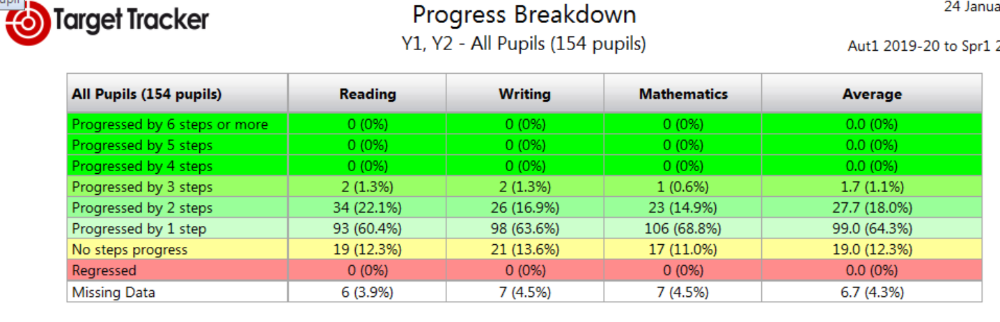 Target Tracker
Progress Breakdown
24 Janua
Y1, Y2 - All Pupils (154 pupils)
Aut1 2019-20 to Spr1 2
All Pupils (154 pupils) Reading Writing Mathematics Average
Progressed by 6 steps or more 0 (0%) 0 (0%) 0 (0%) 0.0 (0%)
Progressed by 5 steps 0 (0%) 0 (0%) 0 (0%) 0.0 (0%)
Progressed by 4 steps 0 (0%) 0 (0%) 0 (0%) 0.0 (0%)
Progressed by 3 steps 2 (1.3%) 2 (1.3%) 1 (0.6%) 1.7 (1.1%)
Progressed by 2 steps 34 (22.1%) 26 (16.9%) 23 (14.9%) 27.7 (18.0%)
Progressed by 1 step 93 (60.4%) 98 (63.6%) 106 (68.8%) 99.0 (64.3%)
No steps progress 19 (12.3%) 21 (13.6%) 17 (11.0%) 19.0 (12.3%)
Regressed 0 (0%) 0 (0%) 0 (0%) 0.0 (0%)
Missing Data 6 (3.9%) 7 (4.5%) 7 (4.5%) 6.7 (4.3%)